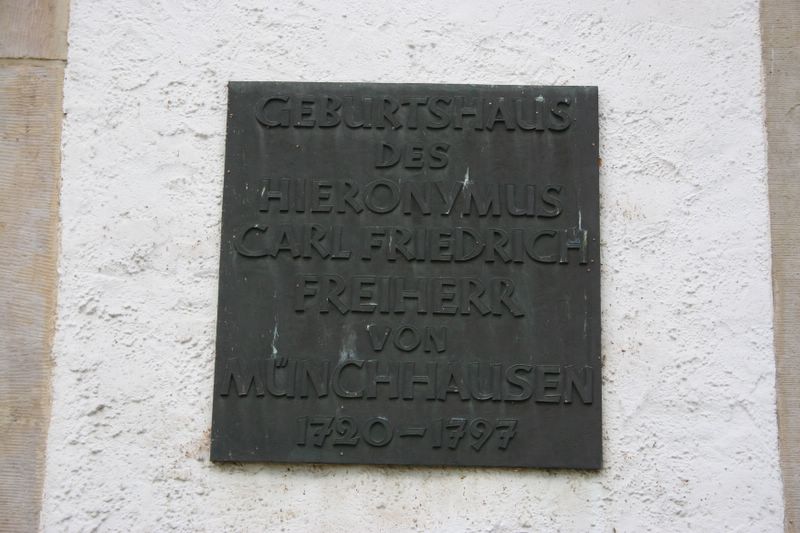 GEBURTSHAUS
DES
HIERONYMUS
CARL FRIEDRICH
FREIHERR
VON
MÜNCHHAUSEN
1720 – 1797